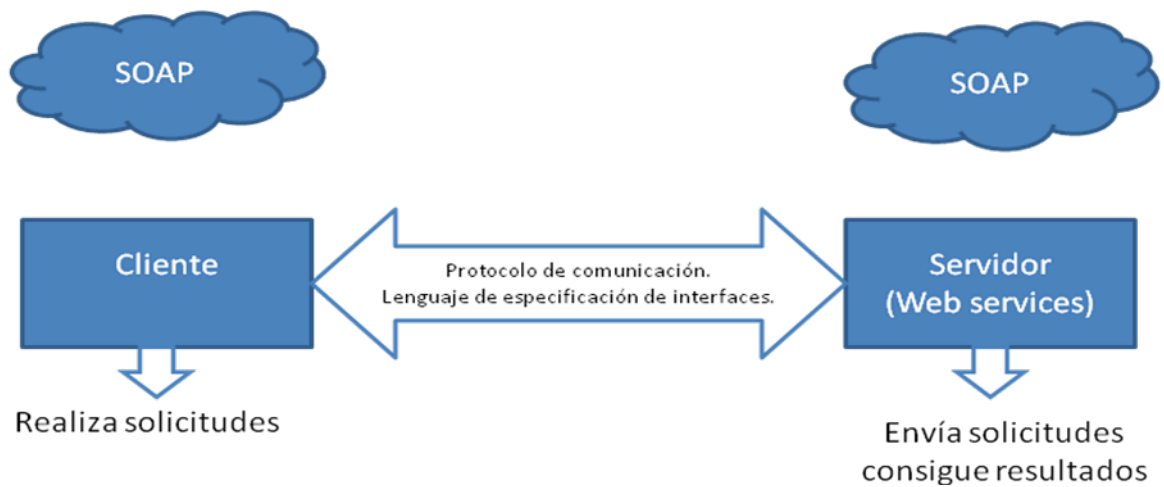 SOAP
SOAP
Cliente
Protocolo de comunicación.
Lenguaje de especificación de interfaces.
Servidor
(Web services)
Realiza solicitudes
Envía solicitudes
consigue resultados